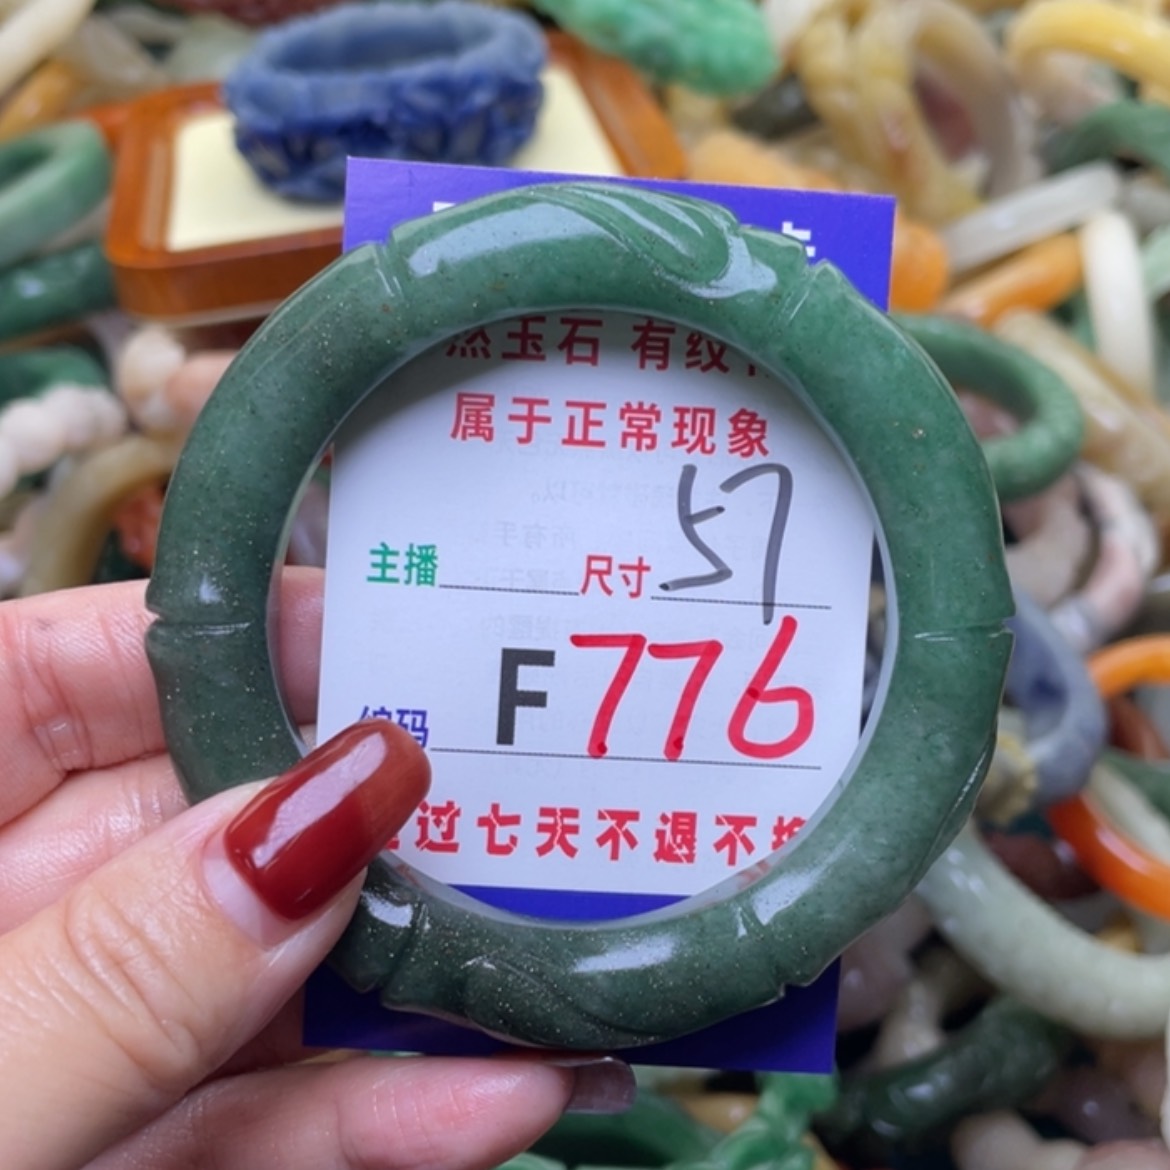 然玉石 有纹
属于正常现象
主播 尺寸 57
编码 F776
过七天不退不换